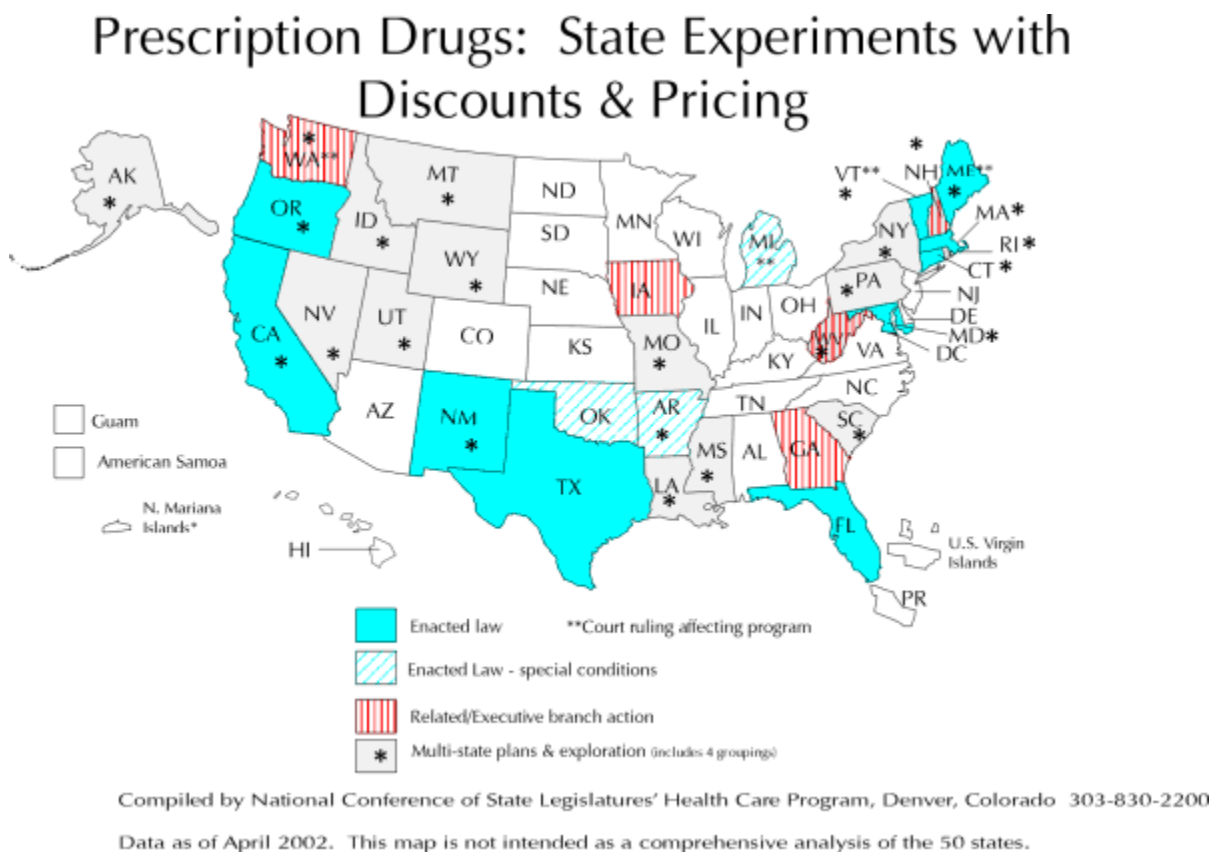 Prescription Drugs: State Experiments with
Discounts & Pricing
*
*
WA**
AK
*
MT
*
ND
VT**
NH
ME**
*
*
OR
*
ID
*
MN
MA*
SD
WI
MI
**
NY
*
RI*
WY
*
CT*
IA
PA
*
NE
NJ
NV
*
UT
*
OH
IN
IL
DE
CA
*
CO
MD*
WV
*
KS
MO
*
VA
DC
KY
NC
AZ
NM
*
OK
AR
*
TN
SC
*
Guam
MS
*
AL
GA
American Samoa
TX
LA
*
N. Mariana
Islands*
FL
HI
U.S. Virgin
Islands
PR
Enacted law
**Court ruling affecting program
Enacted Law - special conditions
Related/Executive branch action
* Multi-state plans & exploration (includes 4 groupings)
Compiled by National Conference of State Legislatures' Health Care Program, Denver, Colorado 303-830-2200
Data as of April 2002. This map is not intended as a comprehensive analysis of the 50 states.